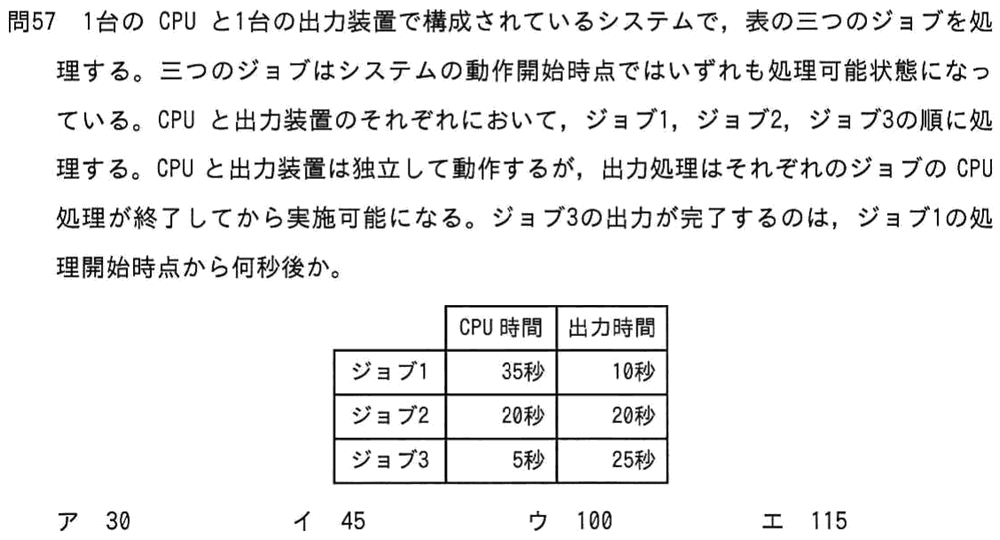 問57 1台の CPU と1台の出力装置で構成されているシステムで，表の三つのジョブを処
理する。三つのジョブはシステムの動作開始時点ではいずれも処理可能状態になっ
ている。CPU と出力装置のそれぞれにおいて，ジョブ1，ジョブ2，ジョブ3の順に処
理する。CPU と出力装置は独立して動作するが，出力処理はそれぞれのジョブの CPU
処理が終了してから実施可能になる。ジョブ3の出力が完了するのは，ジョブ1の処
理開始時点から何秒後か。
CPU 時間 出力時間
ジョブ1 35秒 10秒
ジョブ2 20秒 20秒
ジョブ3 5秒 25秒
ア 30 イ 45 ウ 100 エ 115